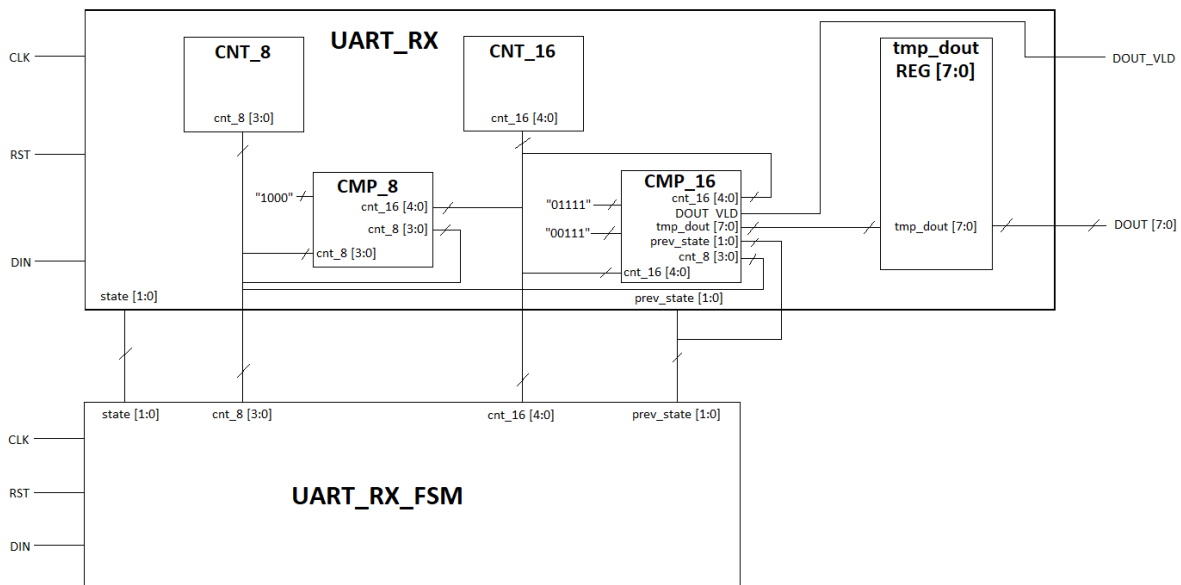 UART_RX
CNT_8
cnt_8 [3:0]
CNT_16
cnt_16 [4:0]
tmp_dout
REG [7:0]
tmp_dout [7:0]
CLK
RST
DIN
DOUT_VLD
DOUT [7:0]
"1000"
CMP_8
cnt_16 [4:0]
cnt_8 [3:0]
cnt_8 [3:0]
"01111"
"00111"
CMP_16
cnt_16 [4:0]
DOUT_VLD
tmp_dout [7:0]
prev_state [1:0]
cnt_8 [3:0]
cnt_16 [4:0]
state [1:0]
prev_state [1:0]
state [1:0]
cnt_8 [3:0]
cnt_16 [4:0]
prev_state [1:0]
CLK
RST
DIN
UART_RX_FSM